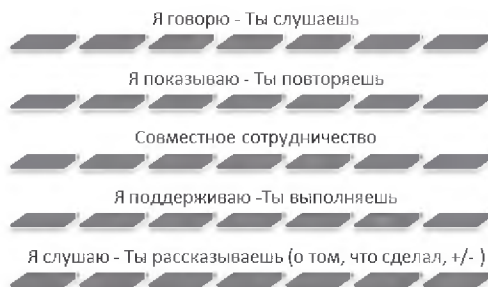 Я говорю - Ты слушаешь
Я показываю - Ты повторяешь
Совместное сотрудничество
Я поддерживаю -Ты выполняешь
Я слушаю - Ты рассказываешь (о том, что сделал, +/- )